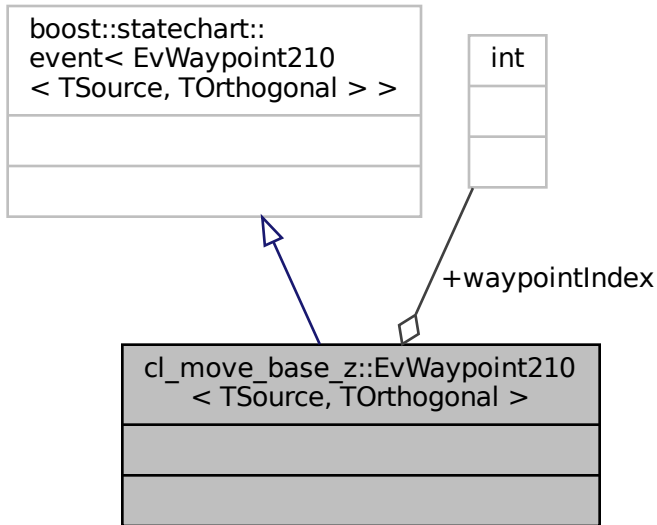 boost::statechart::
event< EvWaypoint210
< TSource, TOrthogonal > >
int
+waypointIndex
cl_move_base_z::EvWaypoint210
< TSource, TOrthogonal >